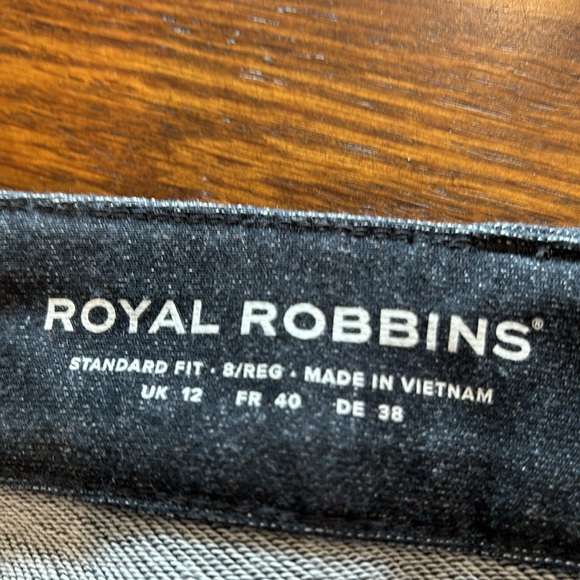 ROYAL ROBBINS®
STANDARD FIT · 8/REG · MADE IN VIETNAM
UK 12 FR 40 DE 38